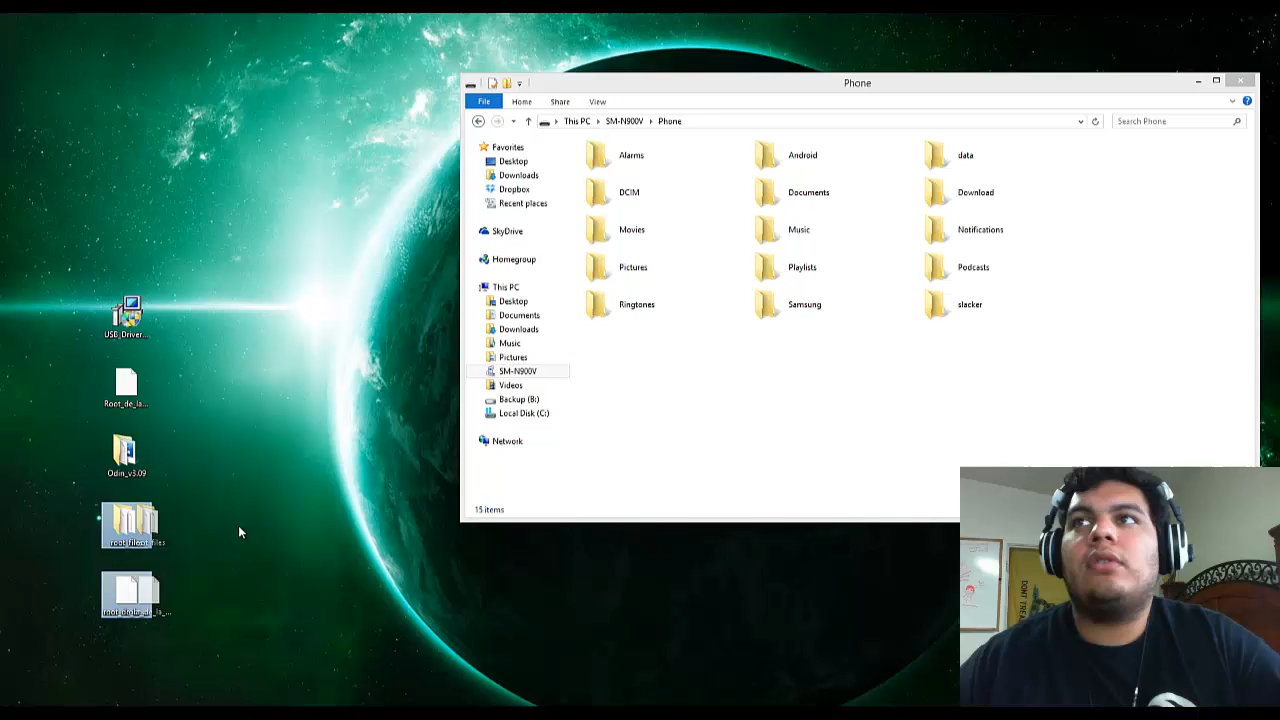 Phone
File Home Share View
This PC SM-N900V Phone
Search Phone
Favorites
Desktop
Downloads
Dropbox
Recent places
SkyDrive
Homegroup
This PC
Desktop
Documents
Downloads
Music
Pictures
SM-N900V
Videos
Backup (B:)
Local Disk (C:)
Network
Alarms Android data
DCIM Documents Download
Movies Music Notifications
Pictures Playlists Podcasts
Ringtones Samsung slacker
15 items
USB_Driver...
Root_de_la...
Odin_v3.09
DONT TREA